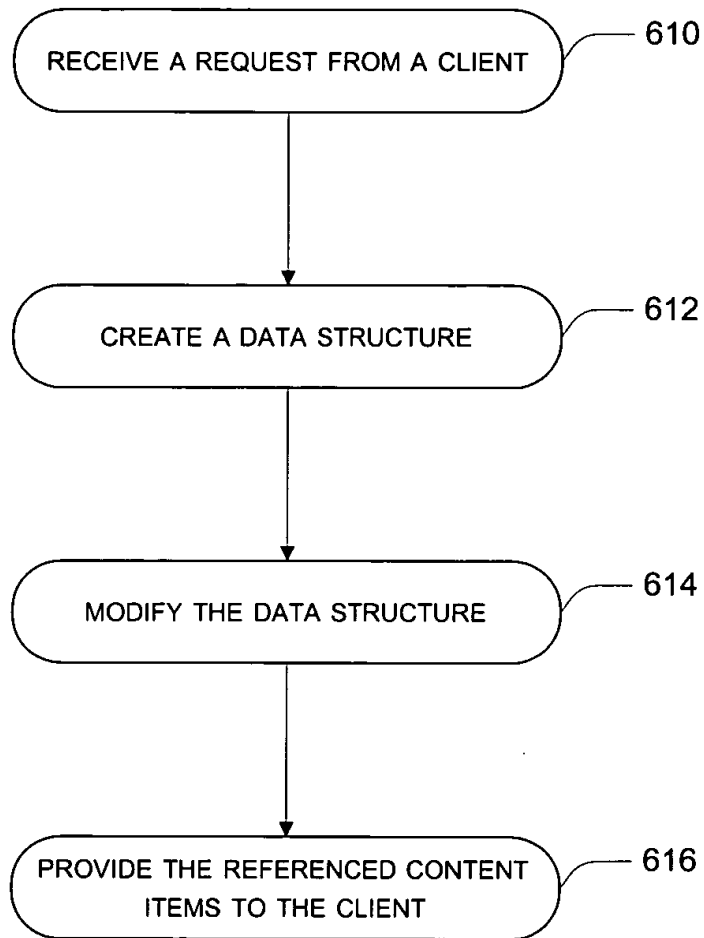 RECEIVE A REQUEST FROM A CLIENT
610
CREATE A DATA STRUCTURE
612
MODIFY THE DATA STRUCTURE
614
PROVIDE THE REFERENCED CONTENT
ITEMS TO THE CLIENT
616